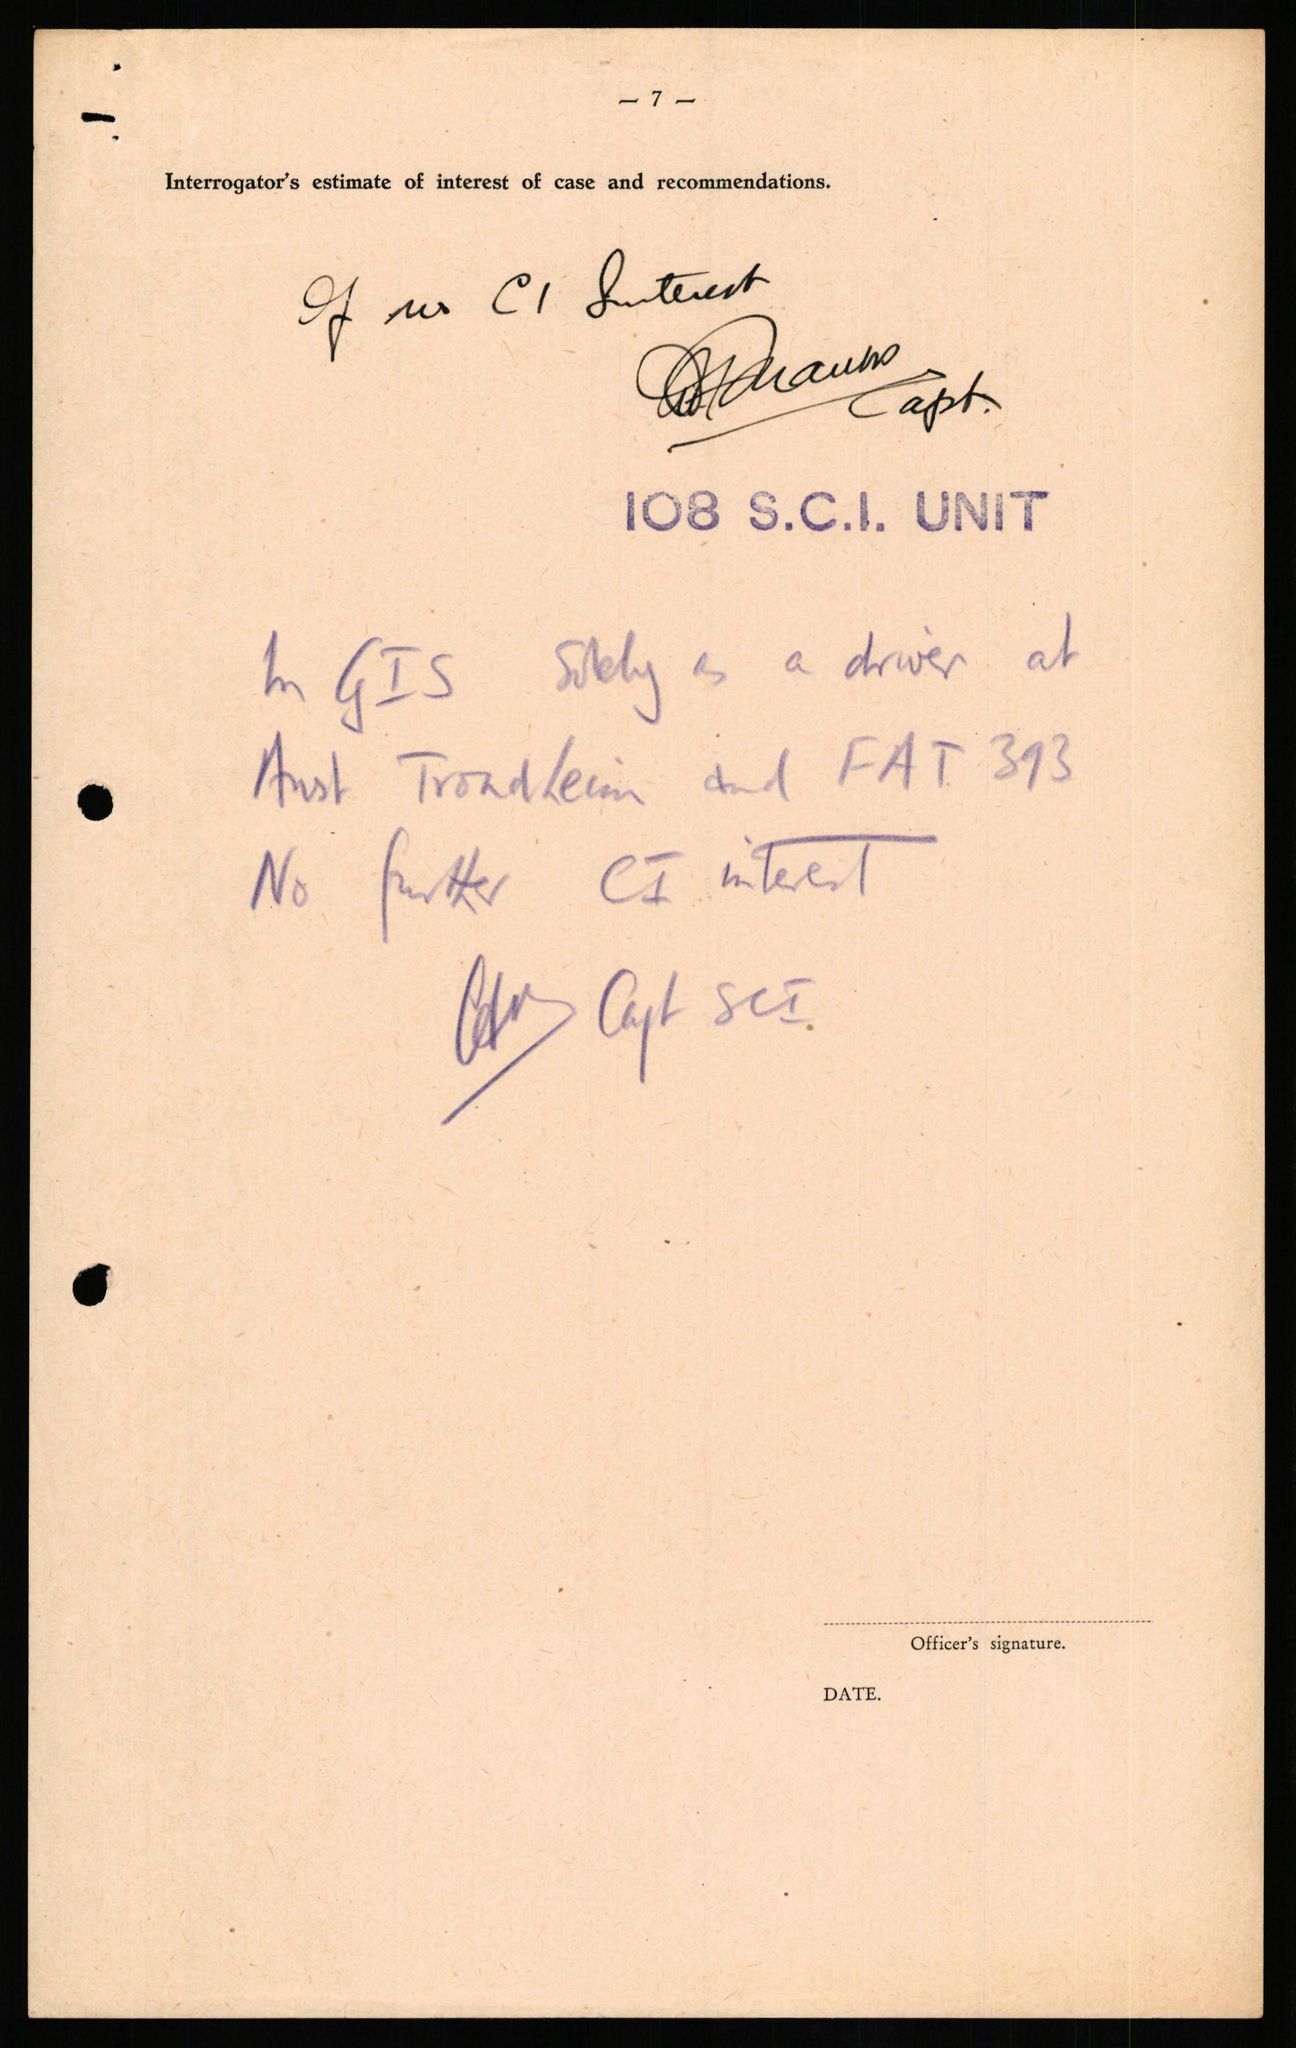 — 7 —
Interrogator's estimate of interest of case and recommendations.
Of no CI Interest
Capt.
108 S.C.I. UNIT
In GIS Solely as a driver at
Anst Trondheim and FAT 393
No further CI interest
Capt SCI
Officer's signature.
DATE.